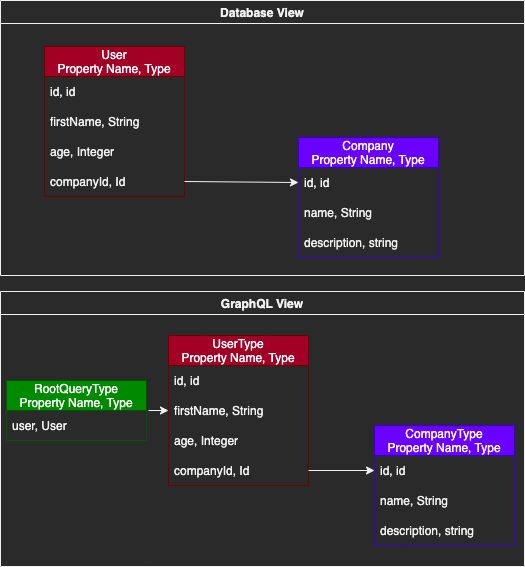 Database View
User
Property Name, Type
id, id
firstName, String
age, Integer
companyId, Id
Company
Property Name, Type
id, id
name, String
description, string
GraphQL View
UserType
Property Name, Type
id, id
firstName, String
age, Integer
companyId, Id
RootQueryType
Property Name, Type
user, User
CompanyType
Property Name, Type
id, id
name, String
description, string